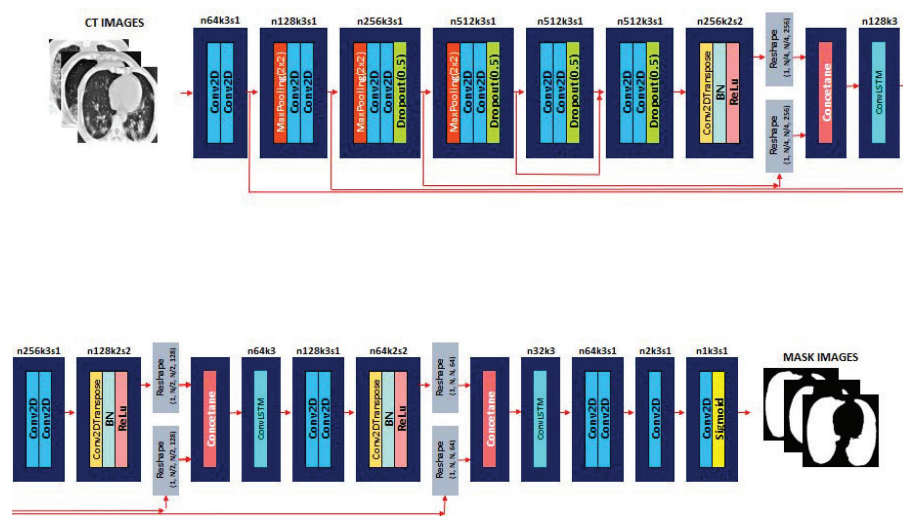 CT IMAGES
n64k3s1
n128k3s1
n256k3s1
n512k3s1
n512k3s1
n512k3s1
n256k2s2
n128k3
Conv2D
Conv2D
MaxPooling(2x2)
Conv2D
Conv2D
MaxPooling(2x2)
Conv2D
Conv2D
Dropout(0.5)
MaxPooling(2x2)
Conv2D
Conv2D
Dropout(0.5)
Conv2D
Conv2D
Dropout(0.5)
Conv2D
Conv2D
Dropout(0.5)
Conv2DTranspose
BN
ReLu
Reshape
(1, N/4, N/4, 256)
Reshape
(1, N/4, N/4, 256)
Concetane
ConvLSTM
n256k3s1
n128k2s2
n64k3
n128k3s1
n64k2s2
n32k3
n64k3s1
n2k3s1
n1k3s1
MASK IMAGES
Conv2D
Conv2D
Conv2DTranspose
BN
ReLu
Reshape
(1, N/2, N/2, 128)
Reshape
(1, N/2, N/2, 128)
Concetane
ConvLSTM
Conv2D
Conv2D
Conv2DTranspose
BN
ReLu
Reshape
(1, N, N, 64)
Reshape
(1, N, N, 64)
Concetane
ConvLSTM
Conv2D
Conv2D
Conv2D
Conv2D
Sigmoid